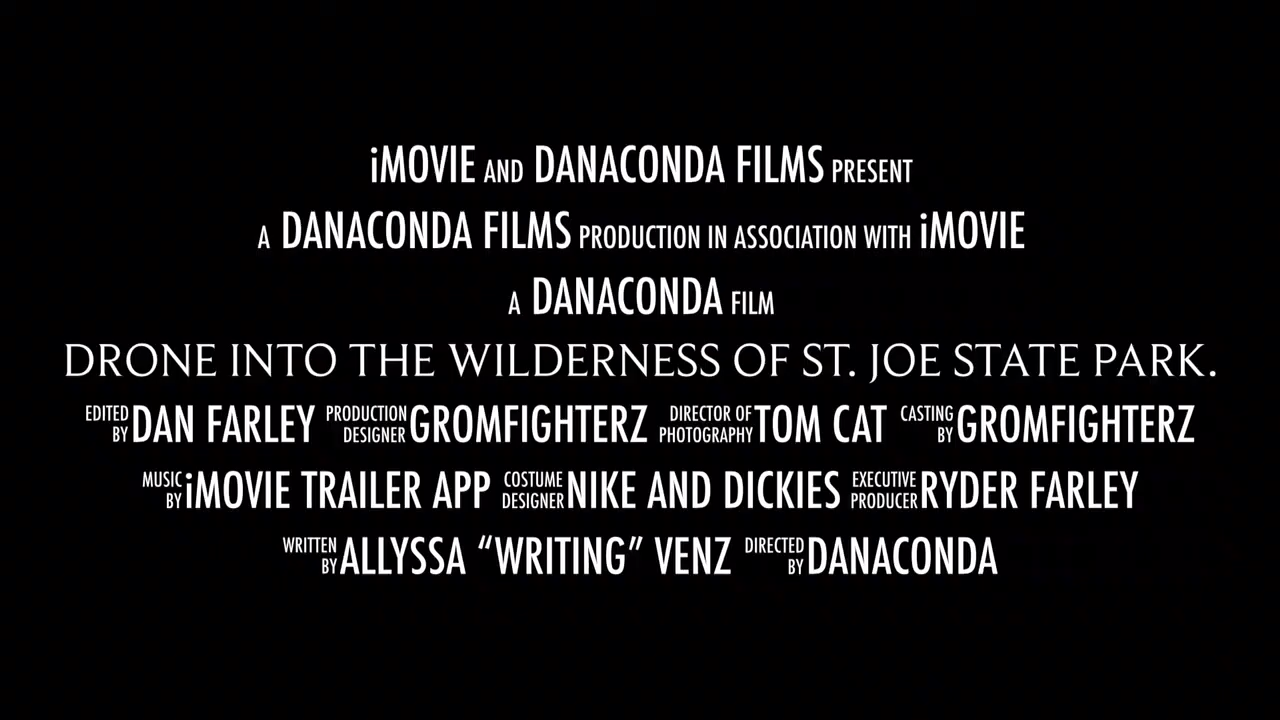 iMOVIE AND DANACONDA FILMS PRESENT
A DANACONDA FILMS PRODUCTION IN ASSOCIATION WITH iMOVIE
A DANACONDA FILM
DRONE INTO THE WILDERNESS OF ST. JOE STATE PARK.
EDITED BY DAN FARLEY PRODUCTION DESIGNER GROMFIGHTERZ DIRECTOR OF PHOTOGRAPHY TOM CAT CASTING BY GROMFIGHTERZ
MUSIC BY iMOVIE TRAILER APP COSTUME DESIGNER NIKE AND DICKIES EXECUTIVE PRODUCER RYDER FARLEY
WRITTEN BY ALLYSSA “WRITING” VENZ DIRECTED BY DANACONDA